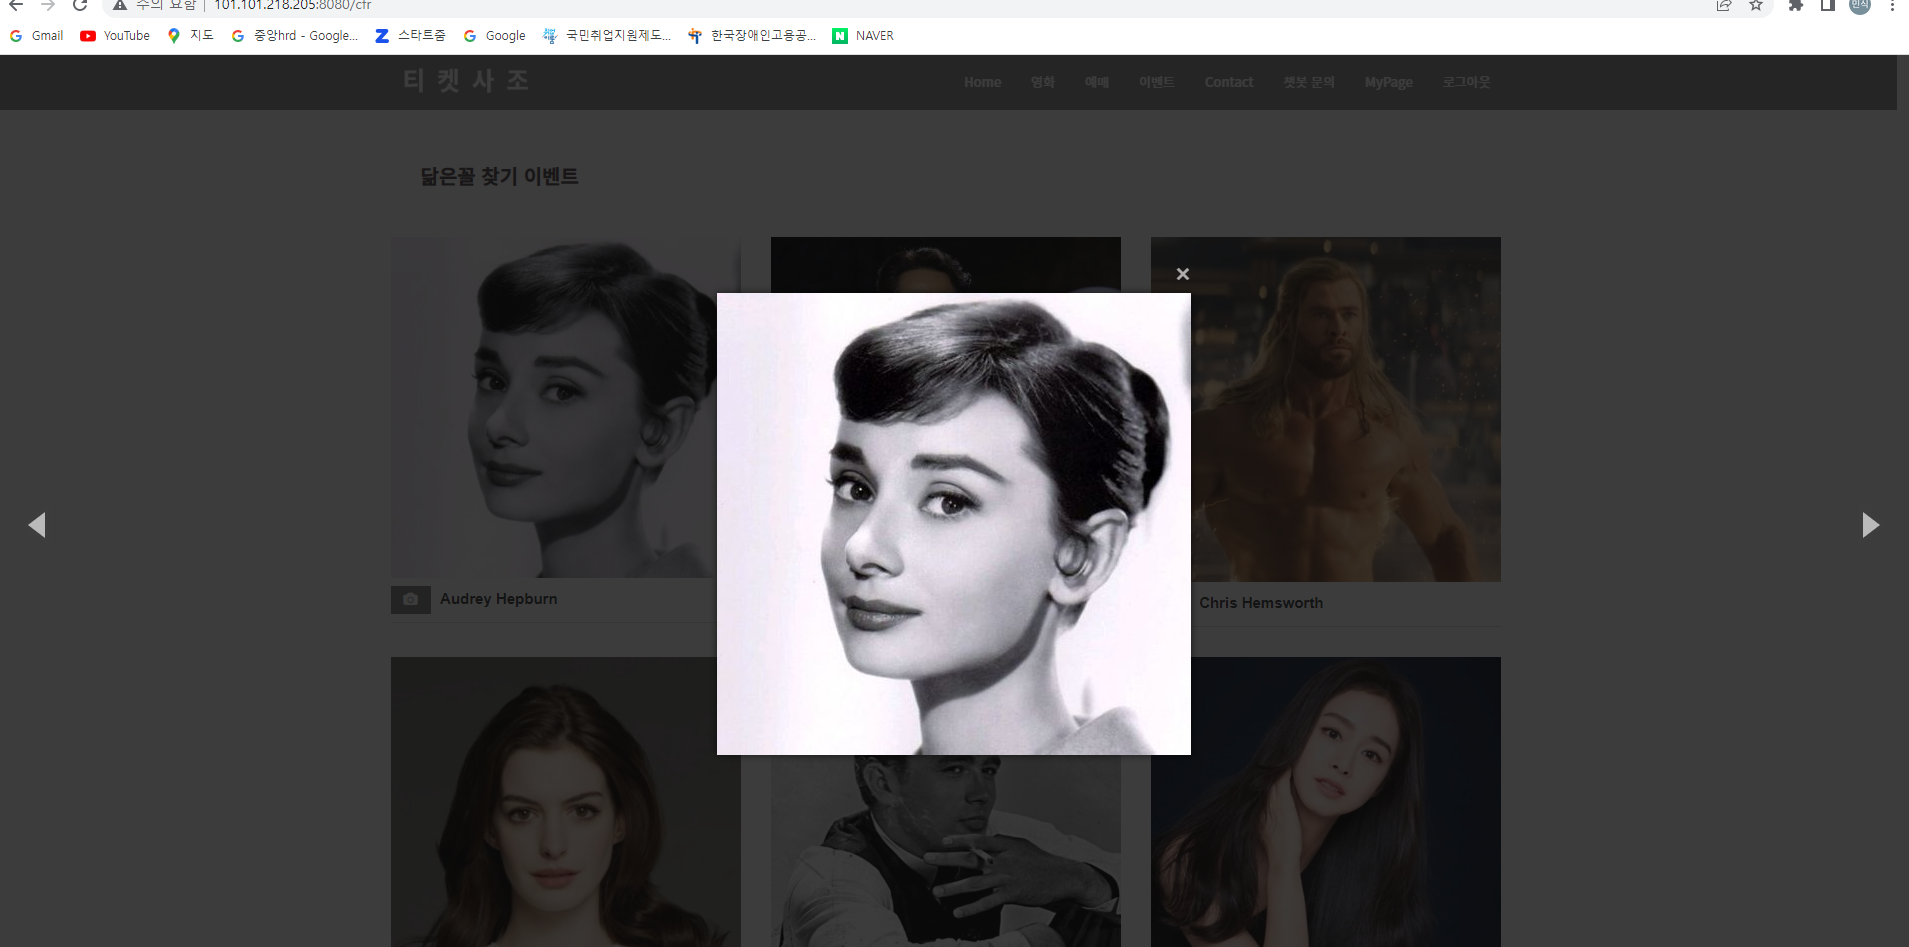 주의 요함 | 101.101.218.205:8080/cfr
민식
Gmail YouTube 지도 중앙hrd - Google... 스타트줌 Google 국민취업지원제도... 한국장애인고용공... NAVER
티켓사조 Home 영화 예매 이벤트 Contact 챗봇 문의 MyPage 로그아웃
닮은꼴 찾기 이벤트
×
Audrey Hepburn
Chris Hemsworth